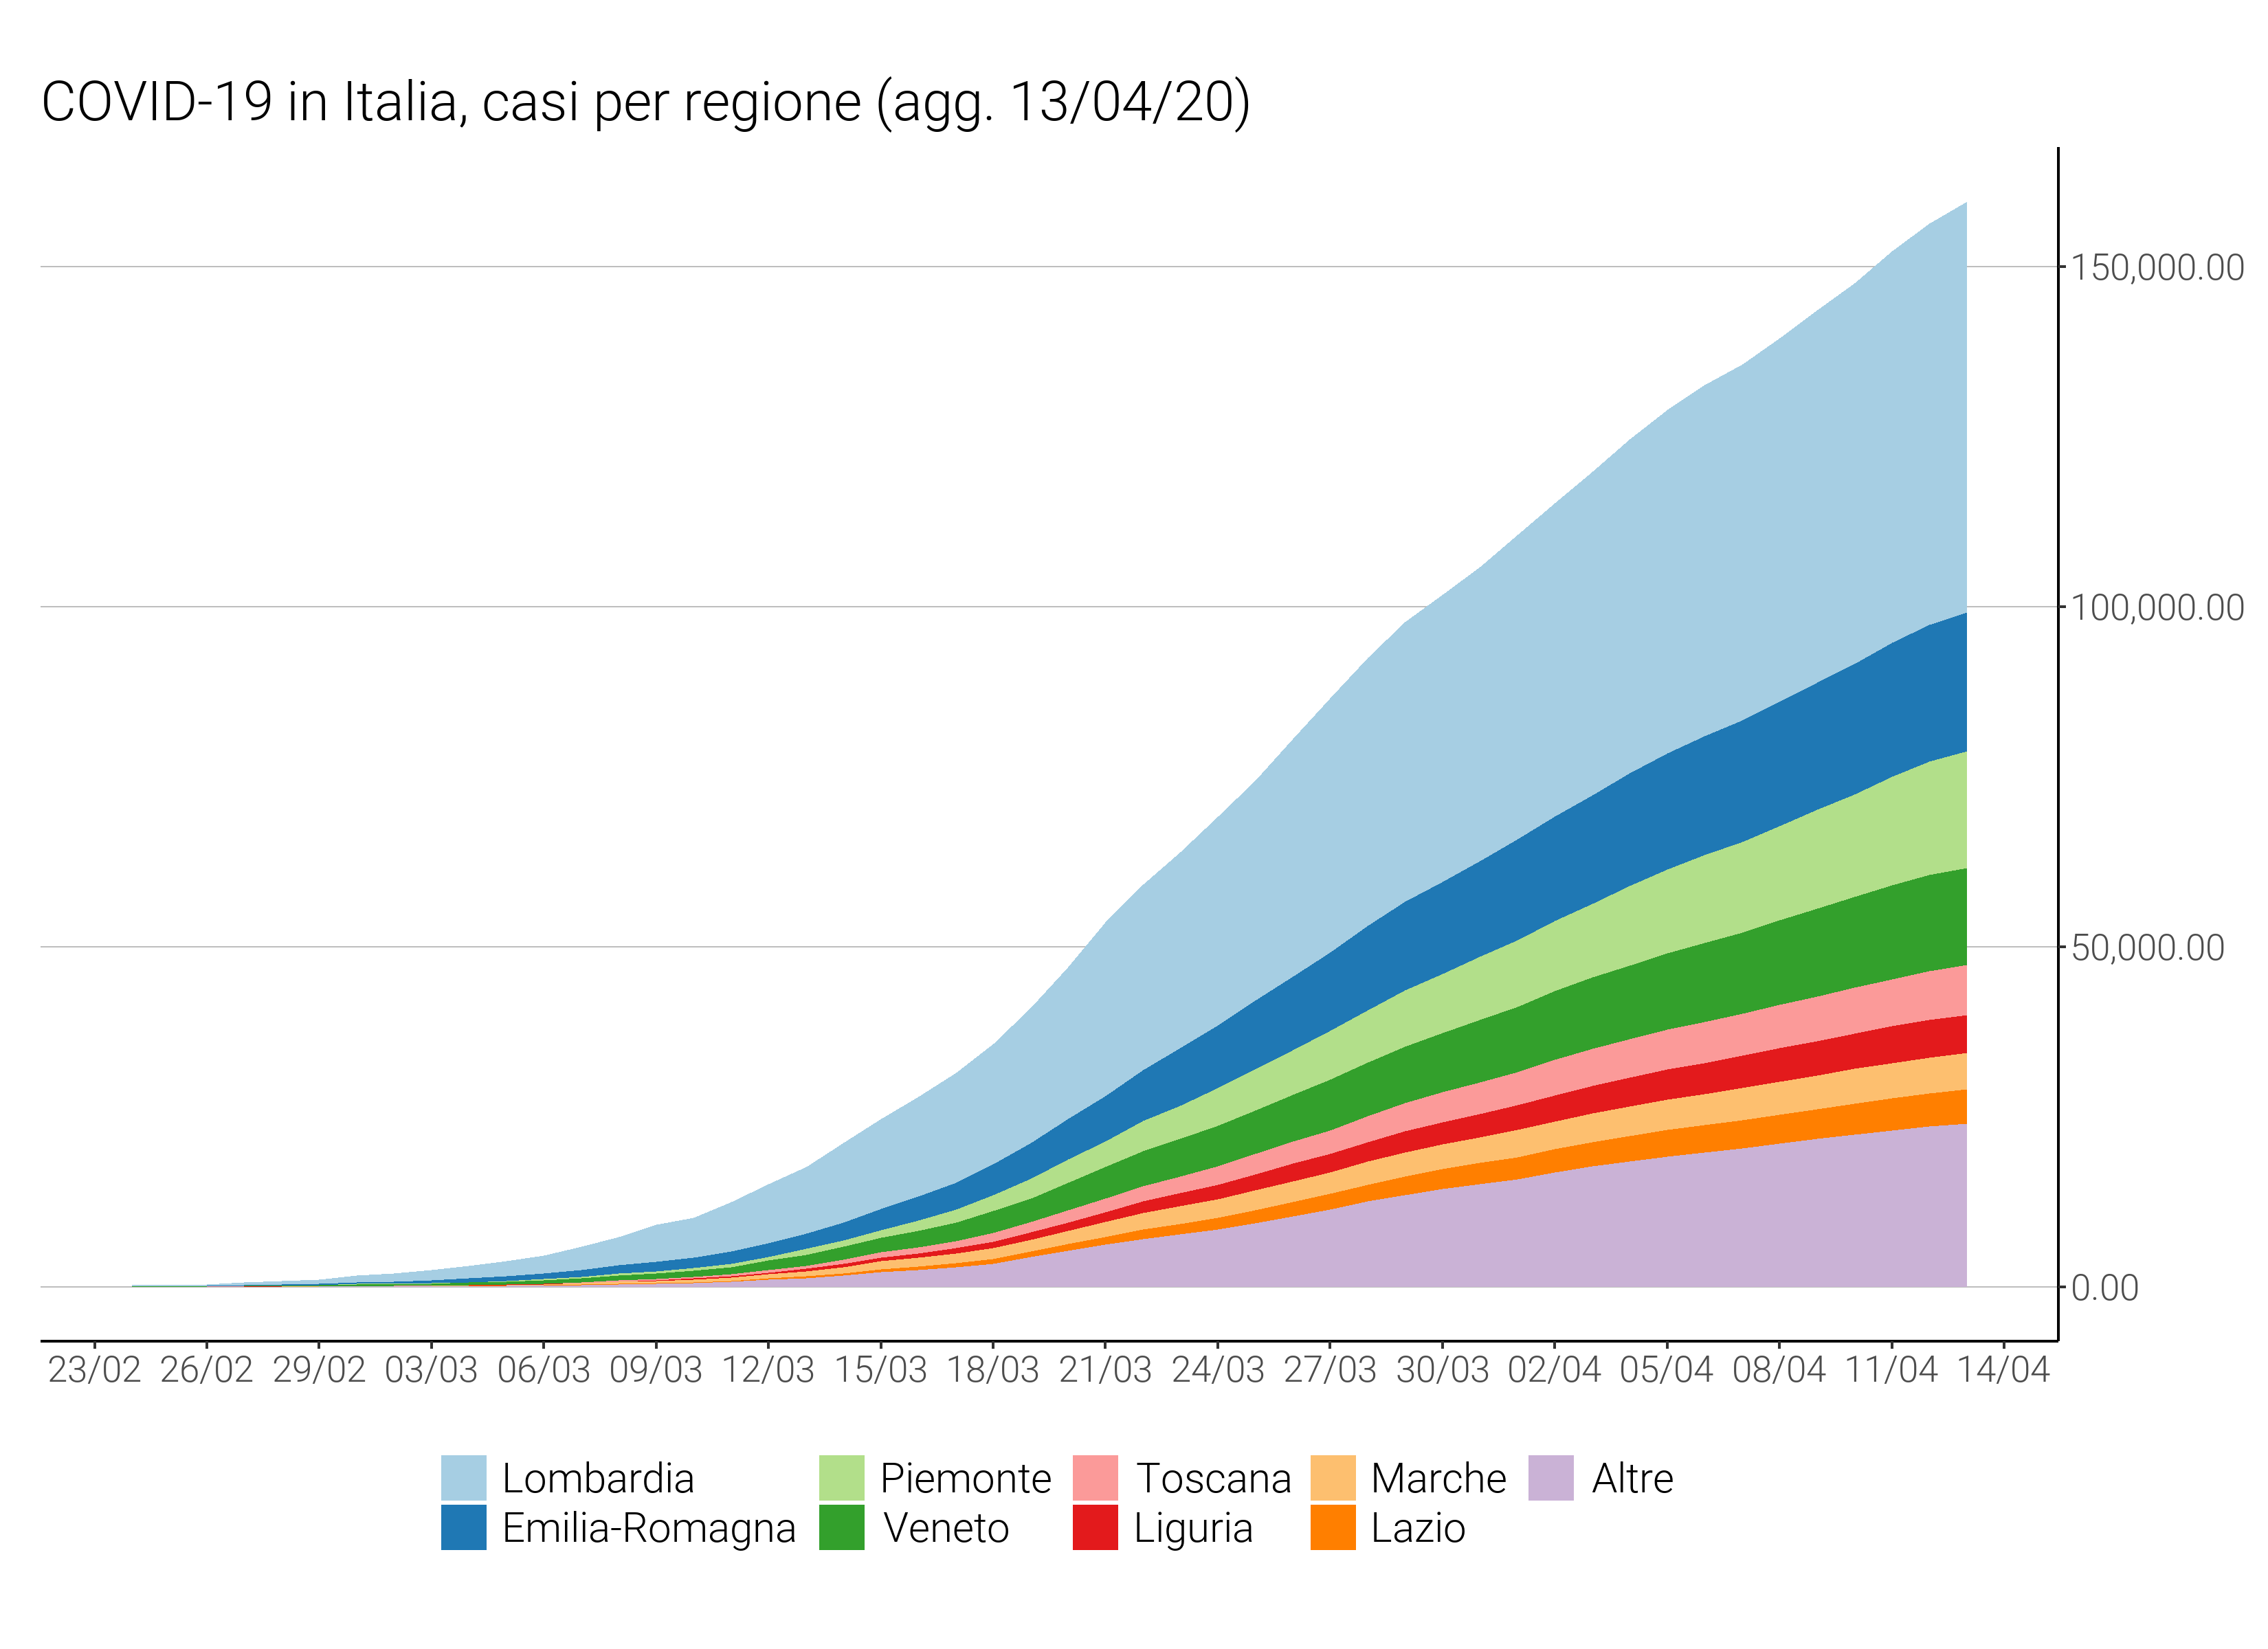 COVID-19 in Italia, casi per regione (agg. 13/04/20)
150,000.00
100,000.00
50,000.00
0.00
23/02 26/02 29/02 03/03 06/03 09/03 12/03 15/03 18/03 21/03 24/03 27/03 30/03 02/04 05/04 08/04 11/04 14/04
Lombardia Piemonte Toscana Marche Altre
Emilia-Romagna Veneto Liguria Lazio